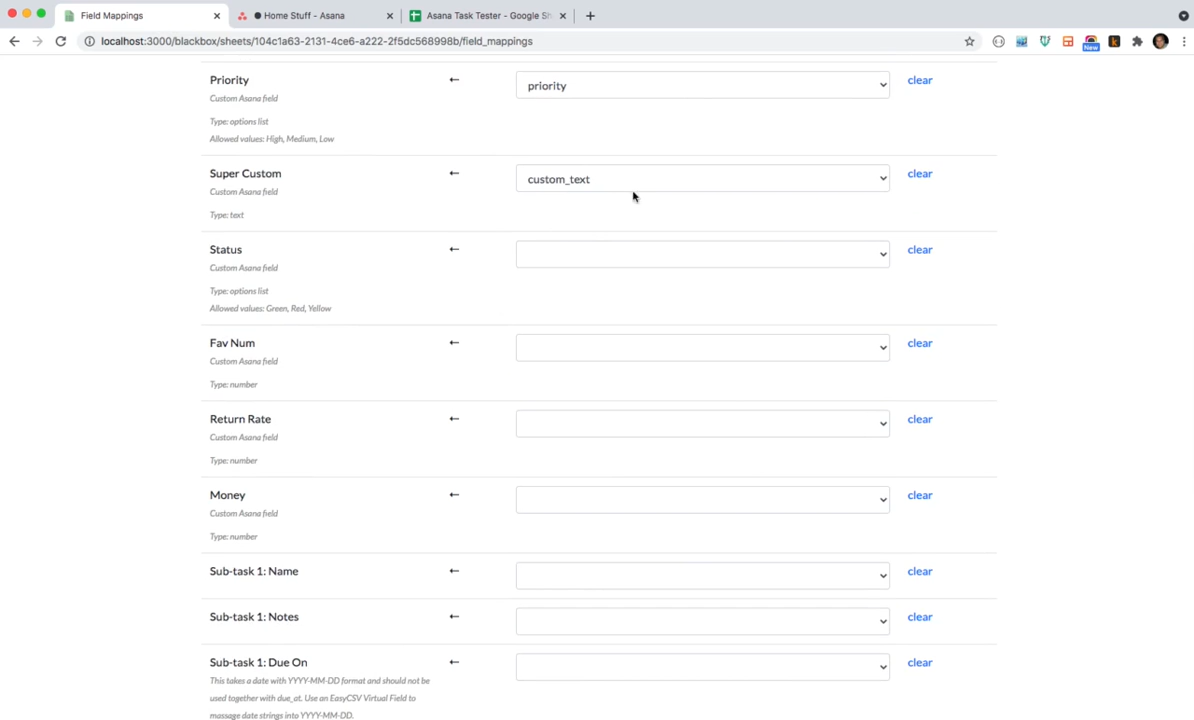 Field Mappings
Home Stuff - Asana
Asana Task Tester - Google Sh
localhost:3000/blackbox/sheets/104c1a63-2131-4ce6-a222-2f5dc568998b/field_mappings
New
Priority
priority
clear
Custom Asana field
Type: options list
Allowed values: High, Medium, Low
Super Custom
custom_text
clear
Custom Asana field
Type: text
Status
clear
Custom Asana field
Type: options list
Allowed values: Green, Red, Yellow
Fav Num
clear
Custom Asana field
Type: number
Return Rate
clear
Custom Asana field
Type: number
Money
clear
Custom Asana field
Type: number
Sub-task 1: Name
clear
Sub-task 1: Notes
clear
Sub-task 1: Due On
clear
This takes a date with YYYY-MM-DD format and should not be
used together with due_at. Use an EasyCSV Virtual Field to
massage date strings into YYYY-MM-DD.